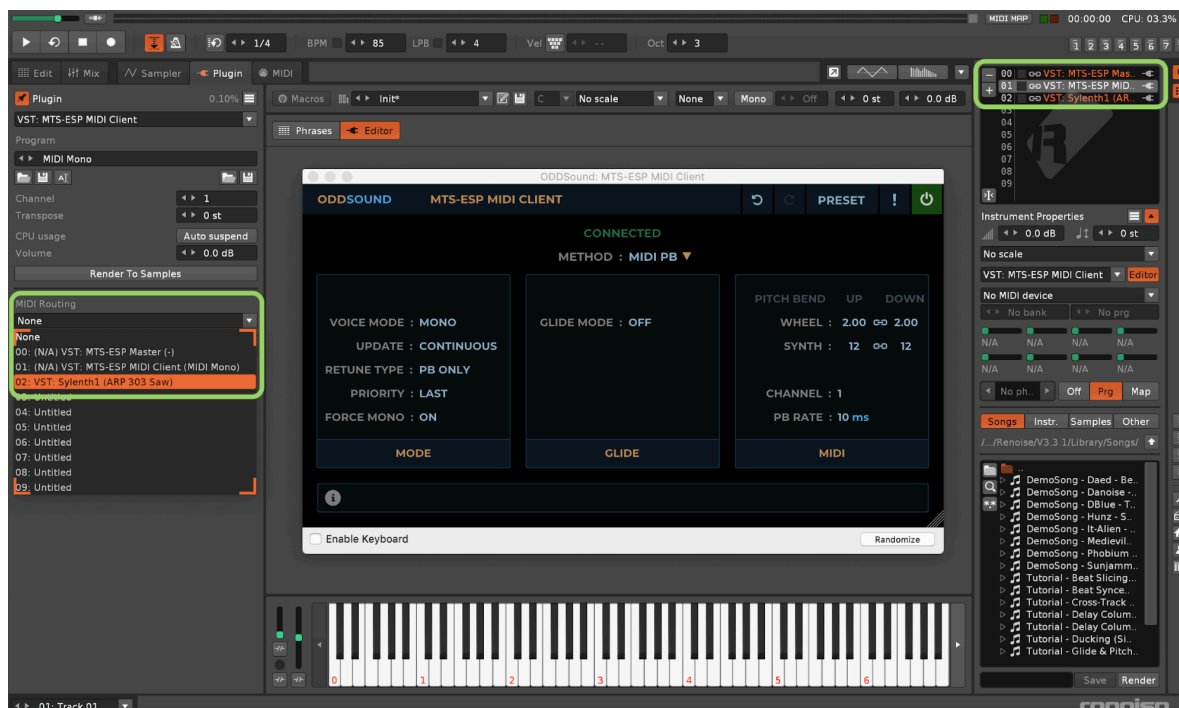 MIDI MAP 00:00:00 CPU: 03.3%
1/4 BPM 85 LPB 4 Vel -- Oct 3 1 2 3 4 5 6 7
Edit Mix Sampler Plugin MIDI
Plugin 0.10%
VST: MTS-ESP MIDI Client
Program
MIDI Mono
Channel 1
Transpose 0 st
CPU usage Auto suspend
Volume 0.0 dB
Render To Samples
MIDI Routing
None
None
00: (N/A) VST: MTS-ESP Master (-)
01: (N/A) VST: MTS-ESP MIDI Client (MIDI Mono)
02: VST: Sylenth1 (ARP 303 Saw)
03: Untitled
04: Untitled
05: Untitled
06: Untitled
07: Untitled
08: Untitled
09: Untitled
Macros Init* C No scale None Mono Off 0 st 0.0 dB
Phrases Editor
ODDSound: MTS-ESP MIDI Client
ODDSOUND MTS-ESP MIDI CLIENT PRESET !
CONNECTED
METHOD : MIDI PB
VOICE MODE : MONO
UPDATE : CONTINUOUS
RETUNE TYPE : PB ONLY
PRIORITY : LAST
FORCE MONO : ON
MODE
GLIDE MODE : OFF
GLIDE
PITCH BEND UP DOWN
WHEEL : 2.00 2.00
SYNTH : 12 12
CHANNEL : 1
PB RATE : 10 ms
MIDI
Enable Keyboard Randomize
0 1 2 3 4 5 6
00 VST: MTS-ESP Mas..
01 VST: MTS-ESP MID..
02 VST: Sylenth1 (AR..
03
04
05
06
07
08
09
Instrument Properties
0.0 dB 0 st
No scale
VST: MTS-ESP MIDI Client Editor
No MIDI device
No bank No prg
N/A N/A N/A N/A
N/A N/A N/A N/A
No ph.. Off Prg Map
Songs Instr. Samples Other
/.../Renoise/V3.3.1/Library/Songs/
..
DemoSong - Daed - Be..
DemoSong - Danoise -..
DemoSong - DBlue - T..
DemoSong - Hunz - S..
DemoSong - It-Alien - ..
DemoSong - Medievil..
DemoSong - Phobium ..
DemoSong - Sunjamm..
Tutorial - Beat Slicing...
Tutorial - Beat Synce..
Tutorial - Cross-Track ..
Tutorial - Delay Colum..
Tutorial - Delay Colum..
Tutorial - Ducking (Si..
Tutorial - Glide & Pitch..
Save Render
01: Track 01
renoise